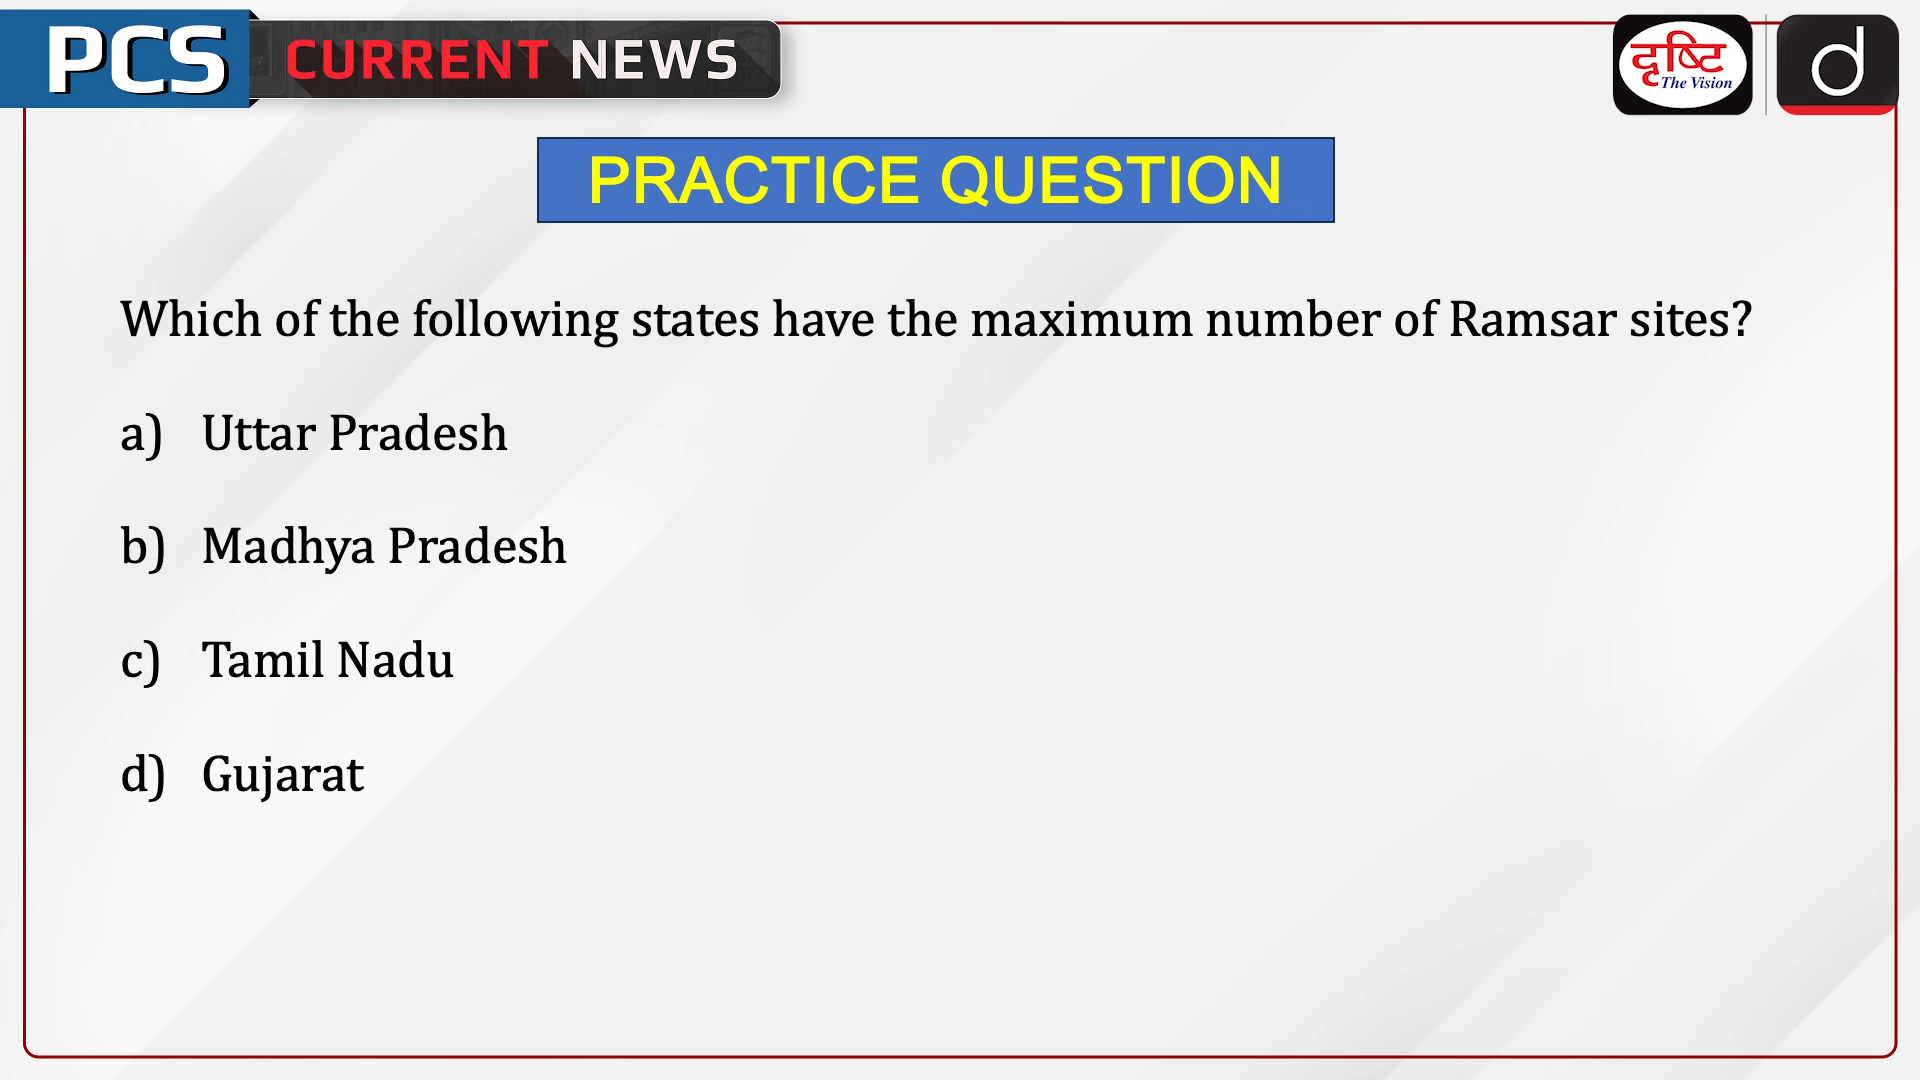 PCS CURRENT NEWS
दृष्टि
The Vision
d
PRACTICE QUESTION
Which of the following states have the maximum number of Ramsar sites?
a) Uttar Pradesh
b) Madhya Pradesh
c) Tamil Nadu
d) Gujarat